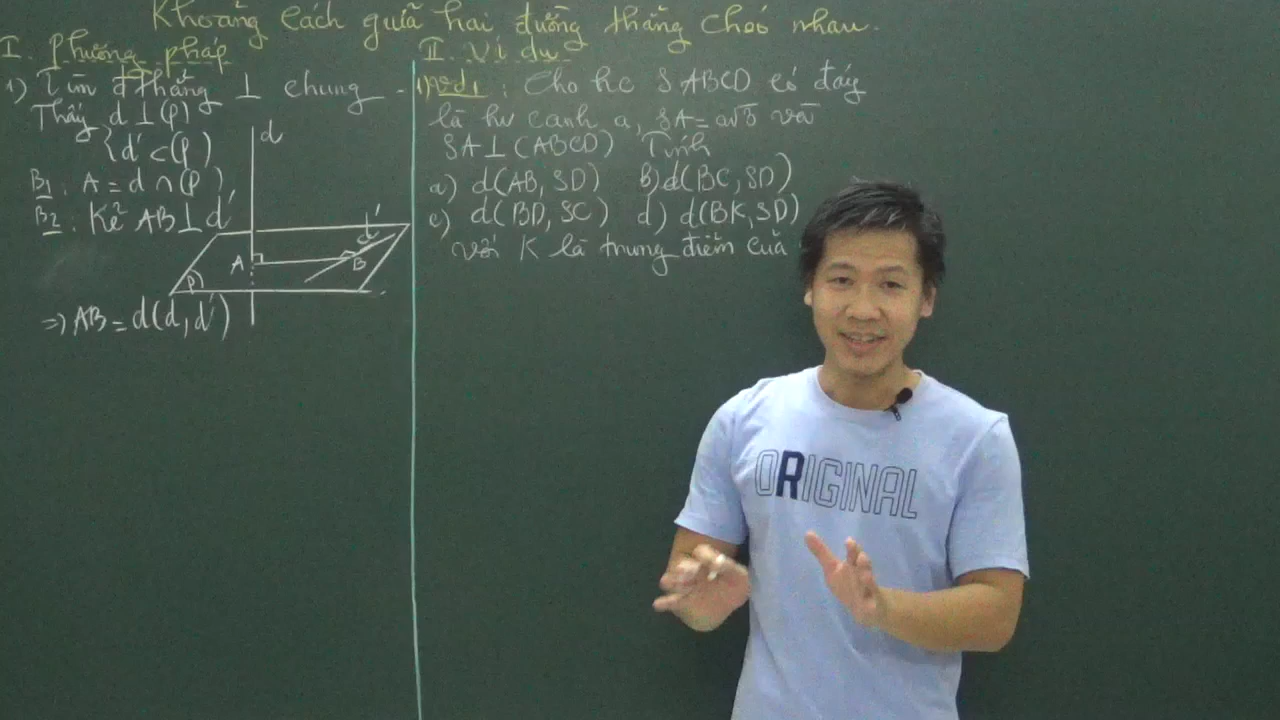 Khoảng cách giữa hai đường thẳng chéo nhau.
I. Phương pháp
1) Tìm đ thẳng ⊥ chung
Thấy d ⊥ (P)
{ d' ⊂ (P)
B1: A = d ∩ (P),
B2: Kẻ AB ⊥ d'
d
d'
A
B
P
⇒ AB = d(d, d')
II. Ví dụ
1) Vd1: Cho hc SABCD có đáy
là hv cạnh a, SA = a√3 và
SA ⊥ (ABCD) Tính
a) d(AB, SD) b) d(BC, SD)
c) d(BD, SC) d) d(BK, SD)
với K là trung điểm của
ORIGINAL